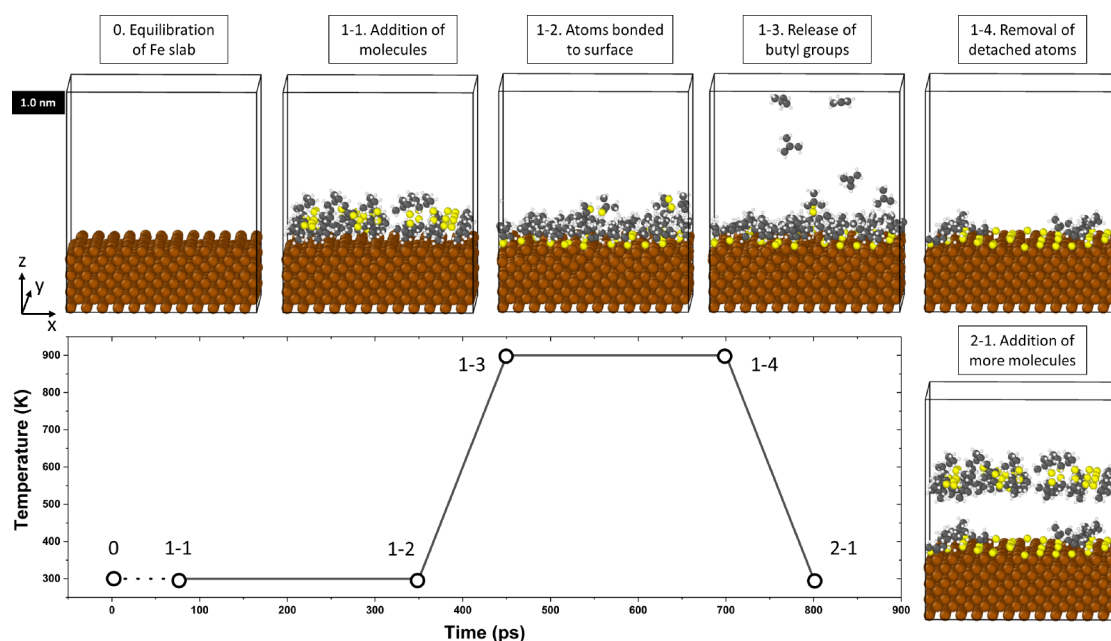 0. Equilibration
of Fe slab
1-1. Addition of
molecules
1-2. Atoms bonded
to surface
1-3. Release of
butyl groups
1-4. Removal of
detached atoms
1.0 nm
z
y
x
2-1. Addition of
more molecules
Temperature (K)
900
800
700
600
500
400
300
0
1-1
1-2
1-3
1-4
2-1
0
100
200
300
400
500
600
700
800
900
Time (ps)